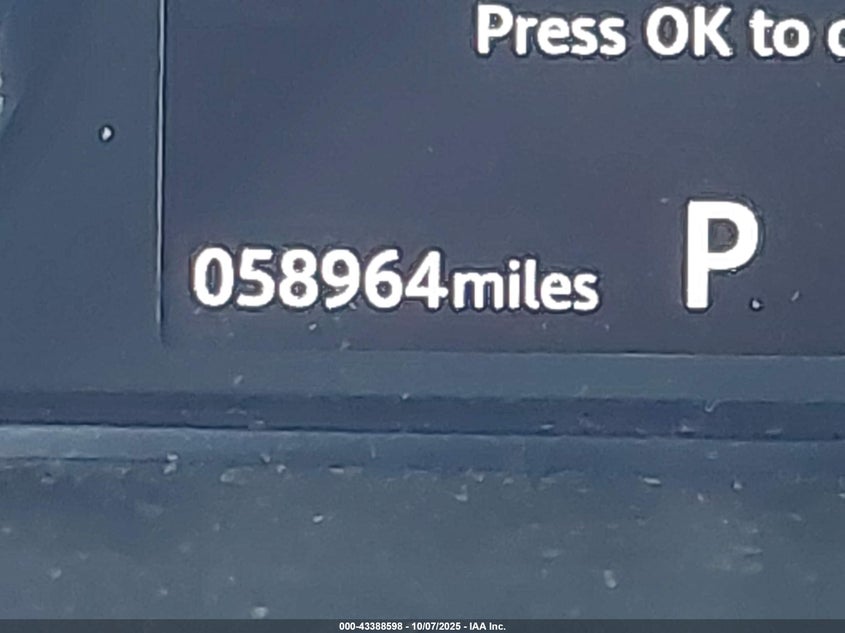 Press OK to
058964miles P
000-43388598 - 10/07/2025 - IAA Inc.